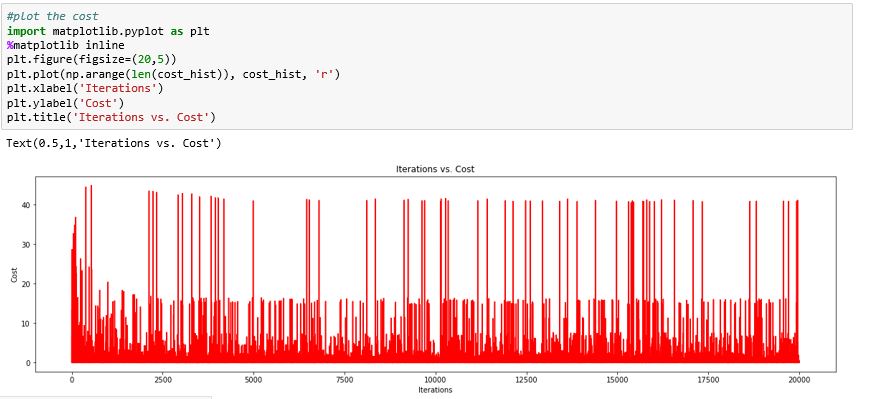 #plot the cost
import matplotlib.pyplot as plt
%matplotlib inline
plt.figure(figsize=(20,5))
plt.plot(np.arange(len(cost_hist)), cost_hist, 'r')
plt.xlabel('Iterations')
plt.ylabel('Cost')
plt.title('Iterations vs. Cost')
Text(0.5,1,'Iterations vs. Cost')
Iterations vs. Cost
40
30
20
10
0
Cost
0 2500 5000 7500 10000 12500 15000 17500 20000
Iterations